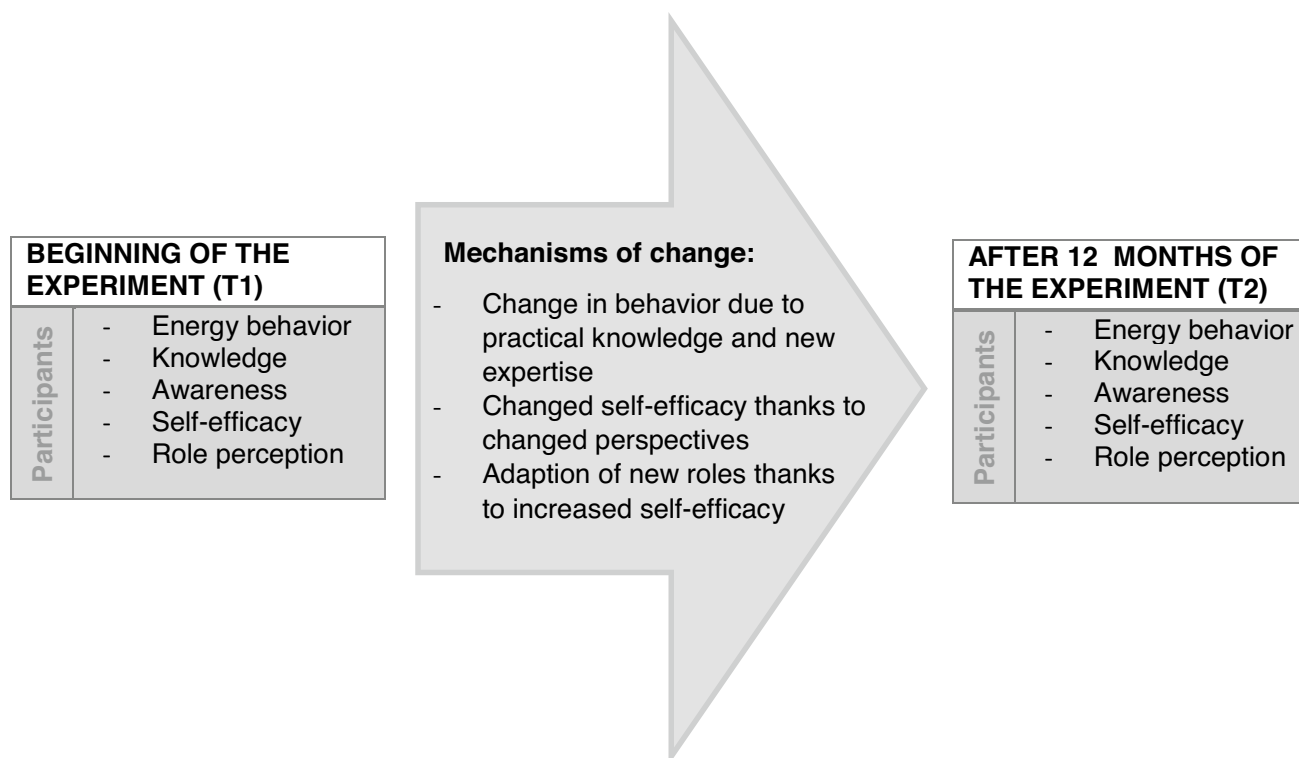 BEGINNING OF THE
EXPERIMENT (T1)
Participants
- Energy behavior
- Knowledge
- Awareness
- Self-efficacy
- Role perception
Mechanisms of change:
- Change in behavior due to
practical knowledge and new
expertise
- Changed self-efficacy thanks to
changed perspectives
- Adaption of new roles thanks
to increased self-efficacy
AFTER 12 MONTHS OF
THE EXPERIMENT (T2)
Participants
- Energy behavior
- Knowledge
- Awareness
- Self-efficacy
- Role perception